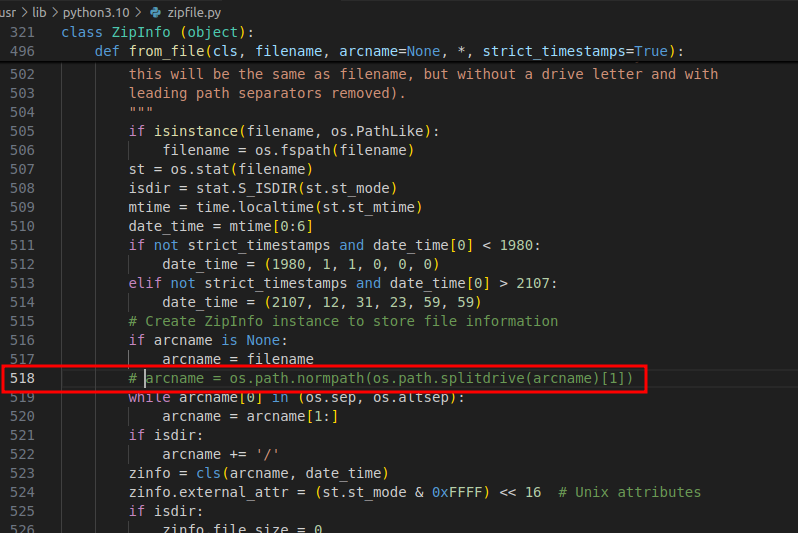 usr > lib > python3.10 > zipfile.py
321 class ZipInfo (object):
496 def from_file(cls, filename, arcname=None, *, strict_timestamps=True):
502 this will be the same as filename, but without a drive letter and with
503 leading path separators removed).
504 """
505 if isinstance(filename, os.PathLike):
506 filename = os.fspath(filename)
507 st = os.stat(filename)
508 isdir = stat.S_ISDIR(st.st_mode)
509 mtime = time.localtime(st.st_mtime)
510 date_time = mtime[0:6]
511 if not strict_timestamps and date_time[0] < 1980:
512 date_time = (1980, 1, 1, 0, 0, 0)
513 elif not strict_timestamps and date_time[0] > 2107:
514 date_time = (2107, 12, 31, 23, 59, 59)
515 # Create ZipInfo instance to store file information
516 if arcname is None:
517 arcname = filename
518 # arcname = os.path.normpath(os.path.splitdrive(arcname)[1])
519 while arcname[0] in (os.sep, os.altsep):
520 arcname = arcname[1:]
521 if isdir:
522 arcname += '/'
523 zinfo = cls(arcname, date_time)
524 zinfo.external_attr = (st.st_mode & 0xFFFF) << 16 # Unix attributes
525 if isdir:
526 zinfo.file_size = 0